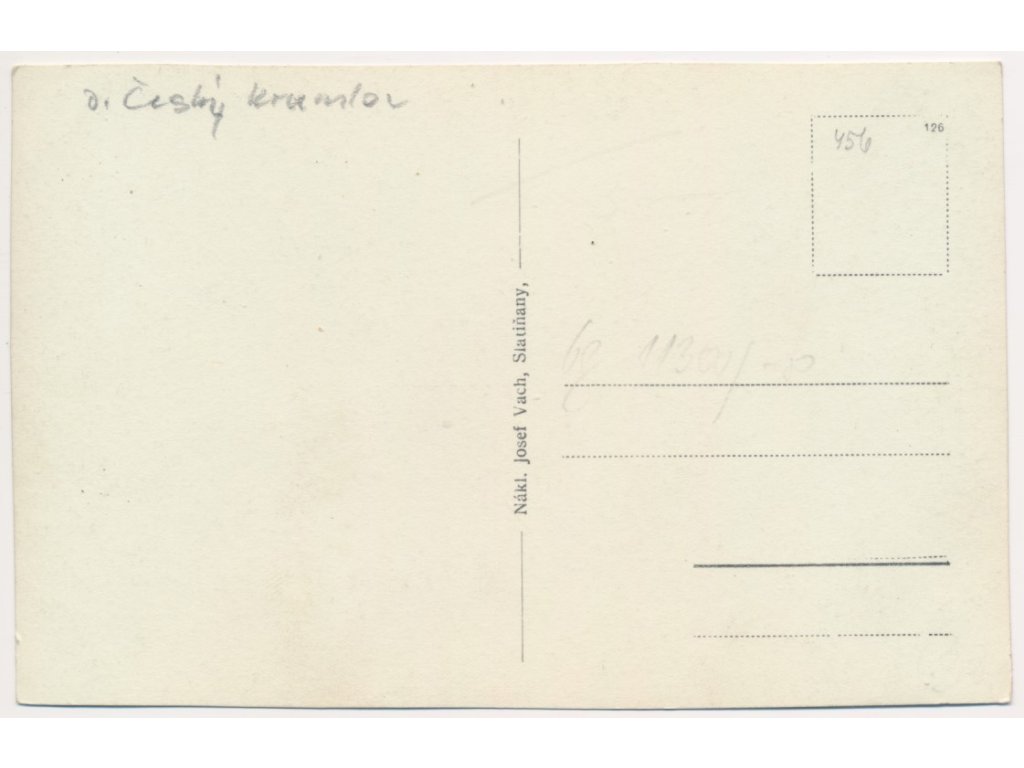 o. Český Krumlov
126
456
Nákl. Josef Vach, Slatiňany,